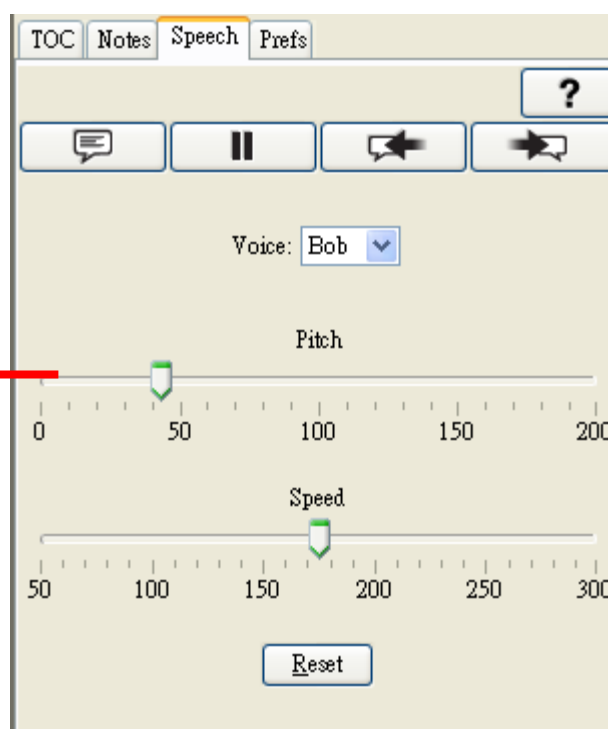 TOC Notes Speech Prefs
?
Voice: Bob
Pitch
0 50 100 150 200
Speed
50 100 150 200 250 300
Reset